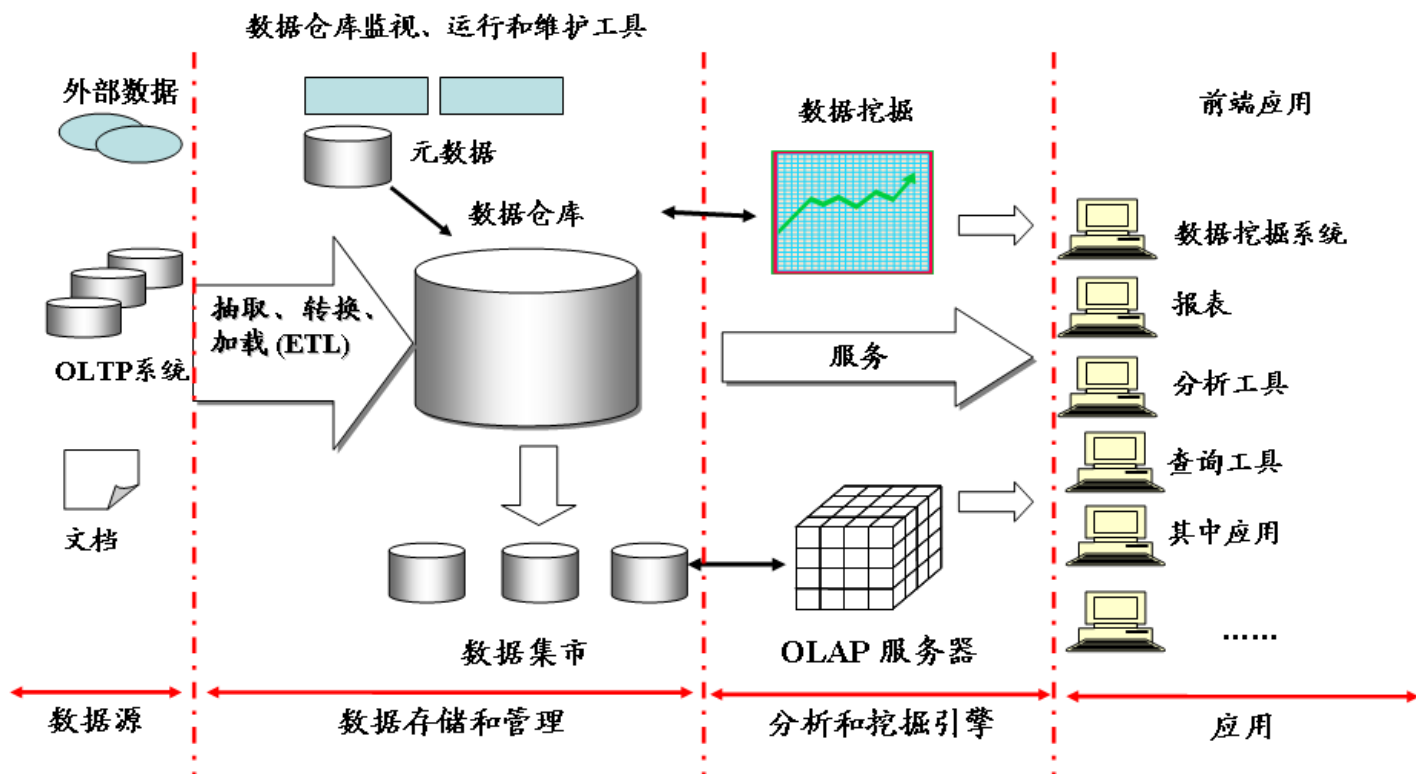 数据仓库监视、运行和维护工具
外部数据
OLTP系统
文档
元数据
数据仓库
抽取、转换、
加载 (ETL)
数据集市
数据挖掘
服务
OLAP 服务器
前端应用
数据挖掘系统
报表
分析工具
查询工具
其中应用
……
数据源
数据存储和管理
分析和挖掘引擎
应用